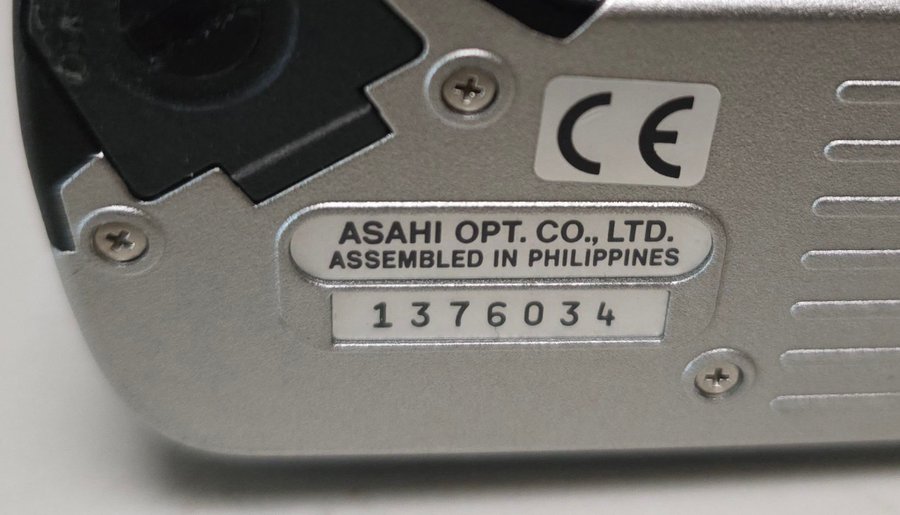 CE
ASAHI OPT. CO., LTD.
ASSEMBLED IN PHILIPPINES
1376034